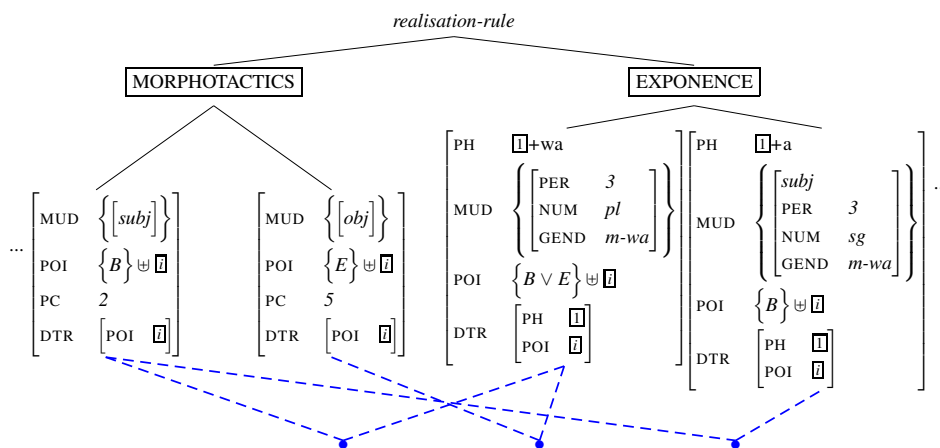 realisation-rule
MORPHOTACTICS
EXPONENCE
...
MUD {[subj]}
POI {B} ⊎ i
PC 2
DTR [POI i]
MUD {[obj]}
POI {E} ⊎ i
PC 5
DTR [POI i]
PH 1+wa
MUD {[PER 3
NUM pl
GEND m-wa]}
POI {B ∨ E} ⊎ i
DTR [PH 1
POI i]
PH 1+a
MUD {[subj
PER 3
NUM sg
GEND m-wa]}
POI {B} ⊎ i
DTR [PH 1
POI i]
.